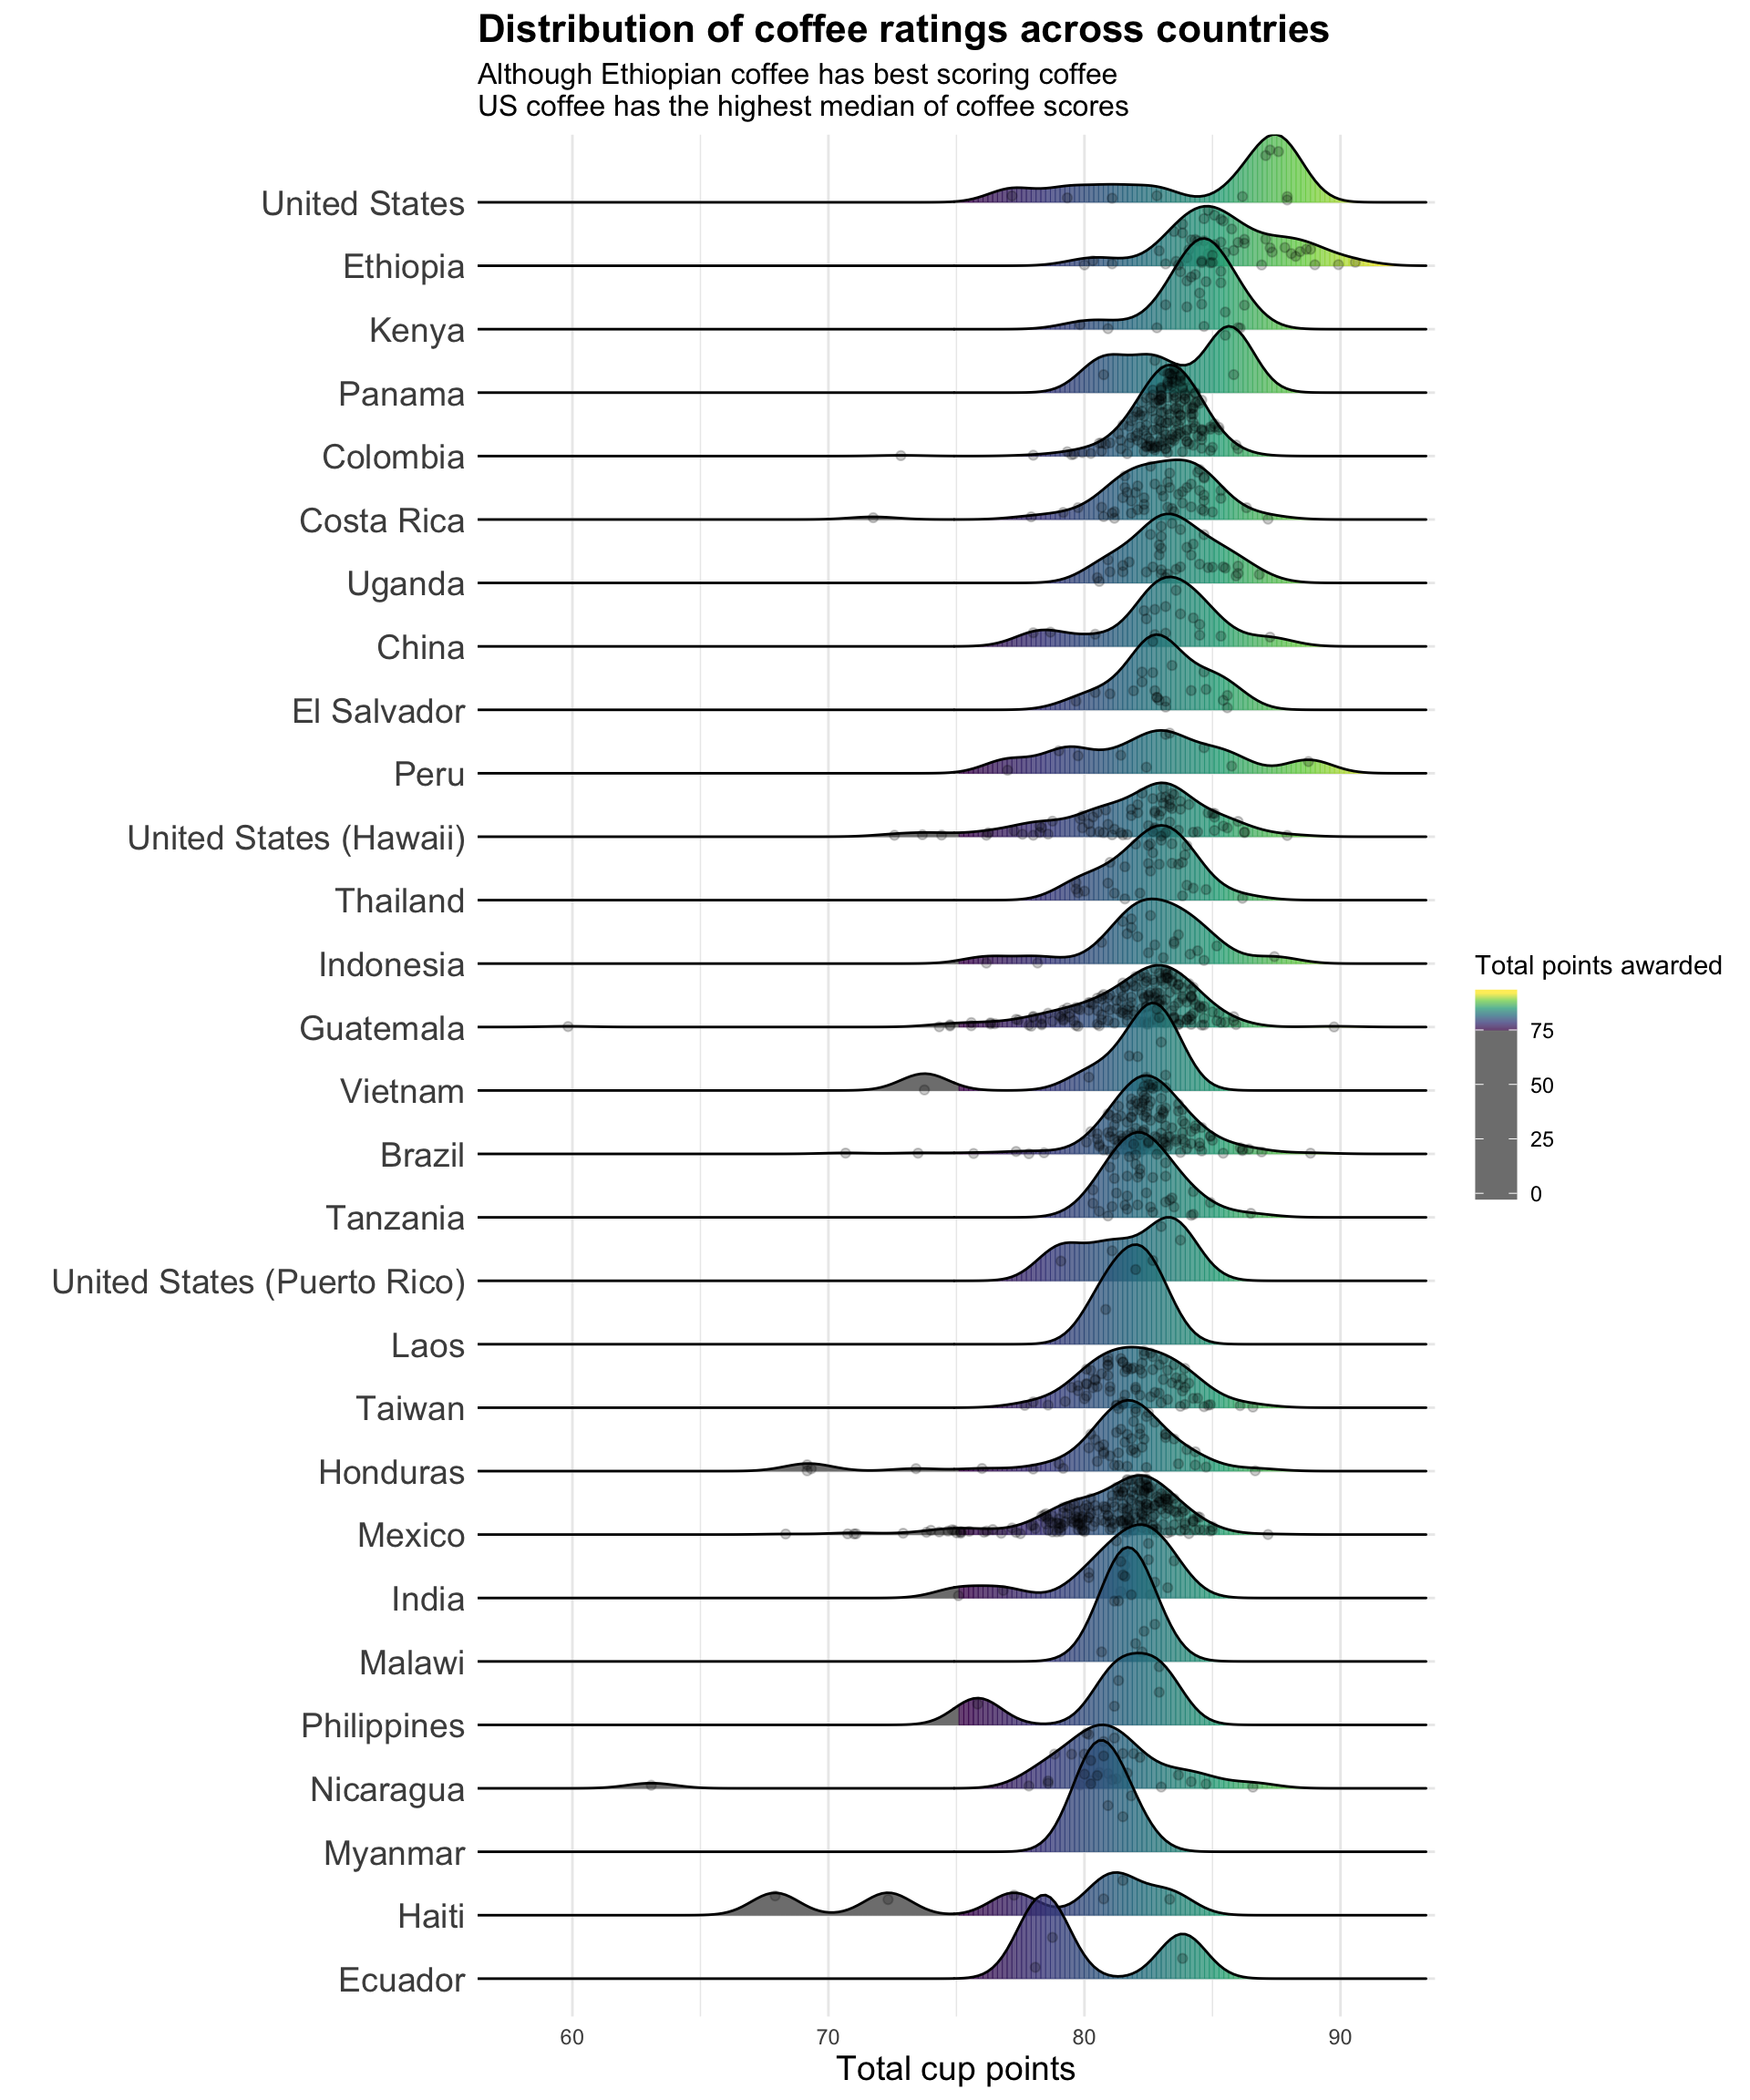 Distribution of coffee ratings across countries
Although Ethiopian coffee has best scoring coffee
US coffee has the highest median of coffee scores
United States
Ethiopia
Kenya
Panama
Colombia
Costa Rica
Uganda
China
El Salvador
Peru
United States (Hawaii)
Thailand
Indonesia
Guatemala
Vietnam
Brazil
Tanzania
United States (Puerto Rico)
Laos
Taiwan
Honduras
Mexico
India
Malawi
Philippines
Nicaragua
Myanmar
Haiti
Ecuador
60 70 80 90
Total cup points
Total points awarded
75
50
25
0